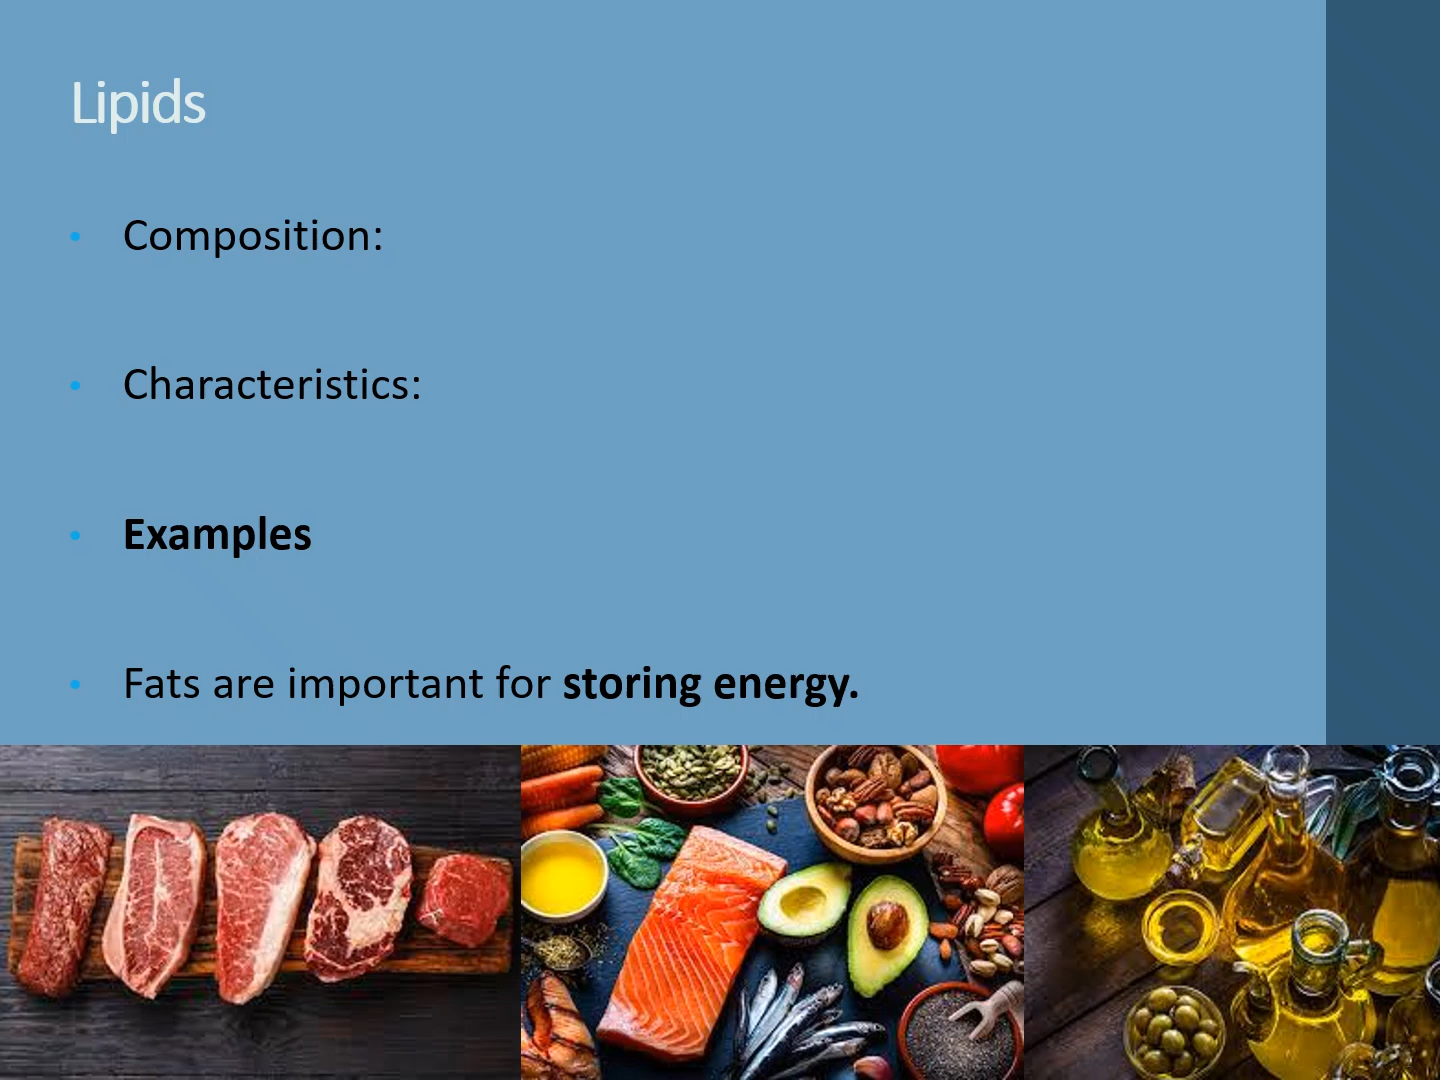 Lipids
• Composition:
• Characteristics:
• Examples
• Fats are important for storing energy.